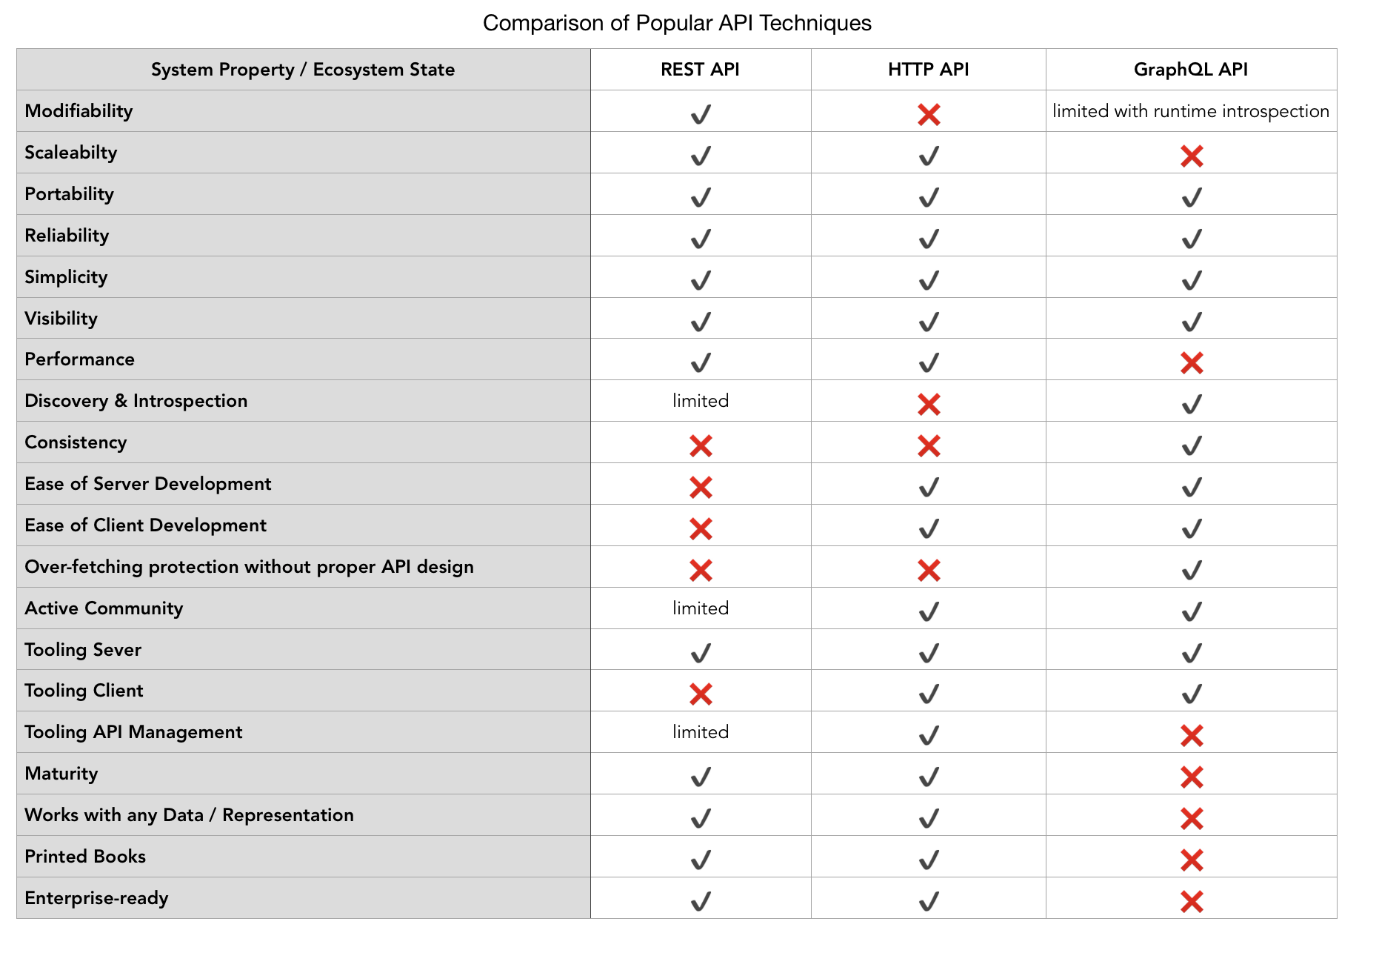 Comparison of Popular API Techniques
System Property / Ecosystem State REST API HTTP API GraphQL API
Modifiability ✔ ❌ limited with runtime introspection
Scaleabilty ✔ ✔ ❌
Portability ✔ ✔ ✔
Reliability ✔ ✔ ✔
Simplicity ✔ ✔ ✔
Visibility ✔ ✔ ✔
Performance ✔ ✔ ❌
Discovery & Introspection limited ❌ ✔
Consistency ❌ ❌ ✔
Ease of Server Development ❌ ✔ ✔
Ease of Client Development ❌ ✔ ✔
Over-fetching protection without proper API design ❌ ❌ ✔
Active Community limited ✔ ✔
Tooling Sever ✔ ✔ ✔
Tooling Client ❌ ✔ ✔
Tooling API Management limited ✔ ❌
Maturity ✔ ✔ ❌
Works with any Data / Representation ✔ ✔ ❌
Printed Books ✔ ✔ ❌
Enterprise-ready ✔ ✔ ❌